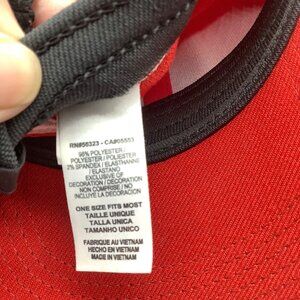 RN#56323 - CA#05553
98% POLYESTER /
POLYESTER / POLIESTER
2% SPANDEX / ELASTHANNE
/ ELASTANO
EXCLUSIVE OF
DECORATION / DÉCORATION
NON COMPRISE / NO
INCLUYE LA DECORACIÓN
ONE SIZE FITS MOST
TAILLE UNIQUE
TALLA UNICA
TAMANHO UNICO
FABRIQUE AU VIETNAM
HECHO EN VIETNAM
MADE IN VIETNAM